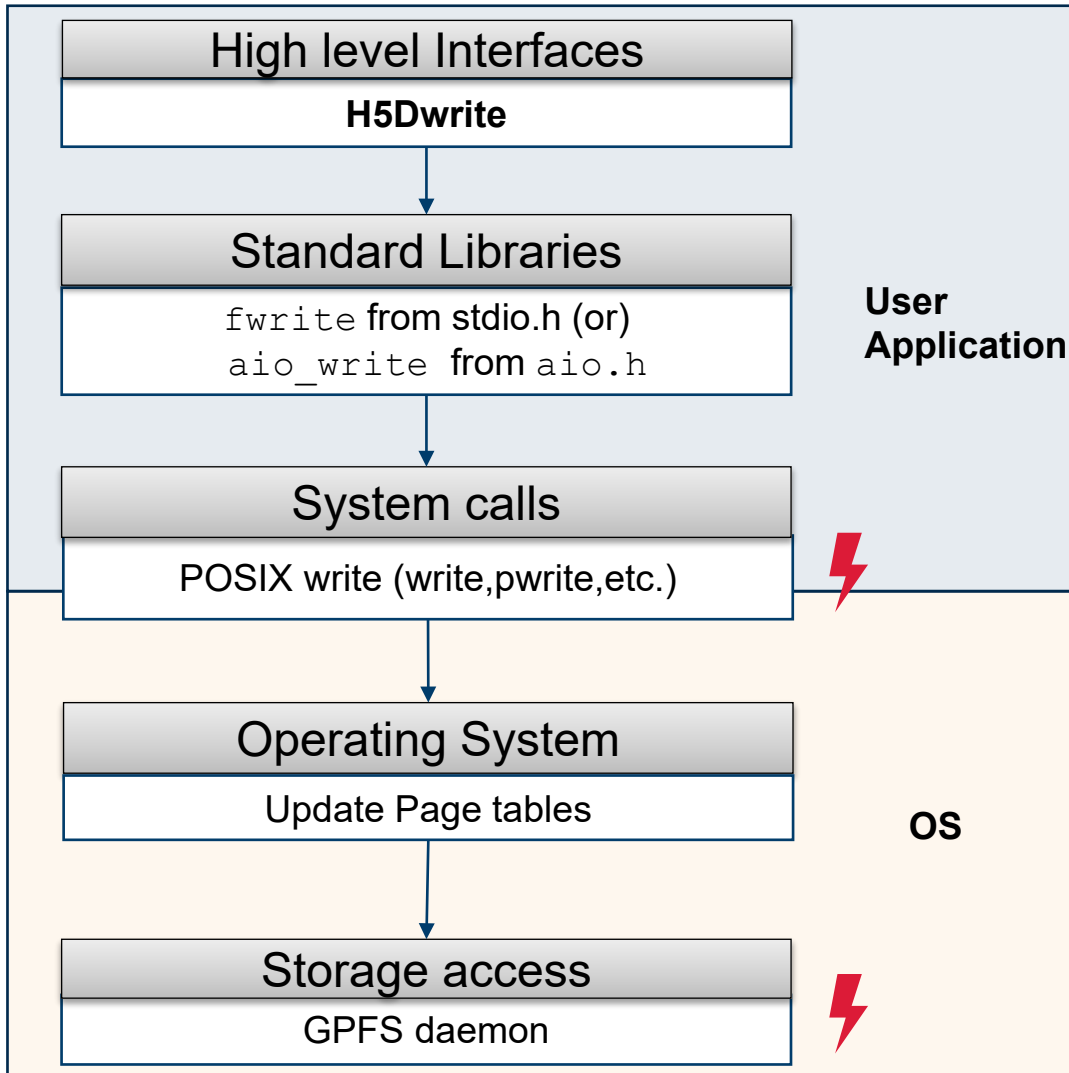 High level Interfaces
H5Dwrite
Standard Libraries
fwrite from stdio.h (or)
aio_write from aio.h
User
Application
System calls
POSIX write (write,pwrite,etc.)
Operating System
Update Page tables
OS
Storage access
GPFS daemon